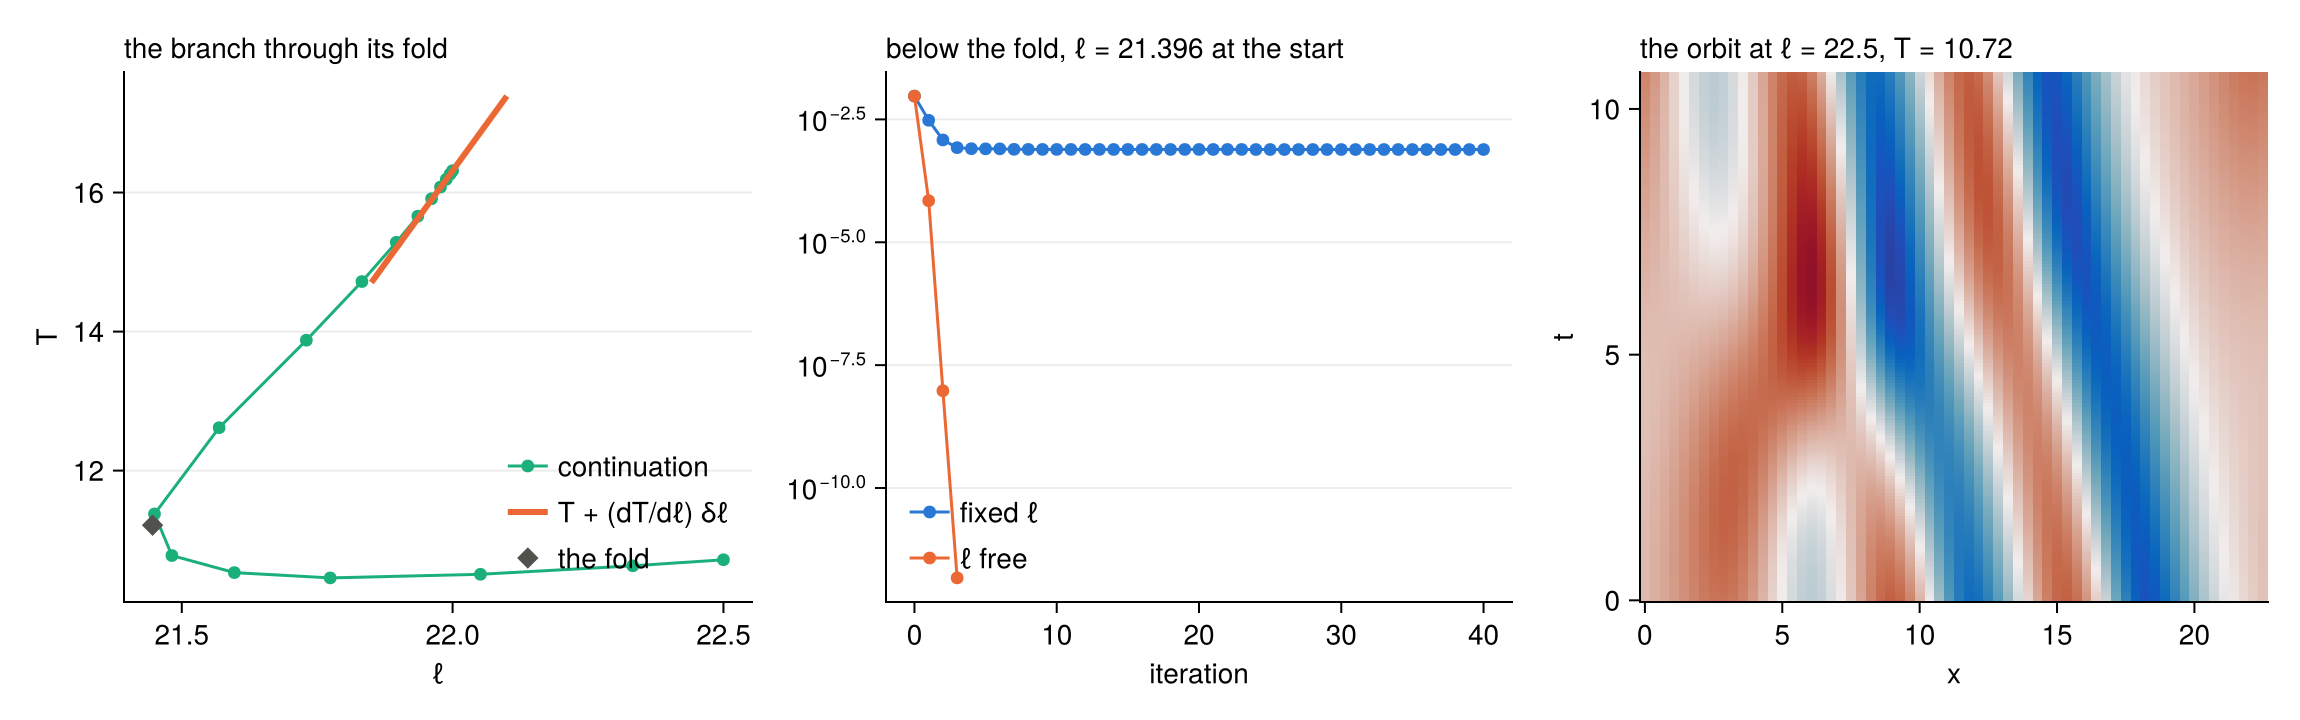 the branch through its fold
T
16
14
12
21.5
22.0
22.5
ℓ
continuation
T + (dT/dℓ) δℓ
the fold
below the fold, ℓ = 21.396 at the start
10−2.5
10−5.0
10−7.5
10−10.0
0
10
20
30
40
iteration
fixed ℓ
ℓ free
the orbit at ℓ = 22.5, T = 10.72
t
10
5
0
0
5
10
15
20
x